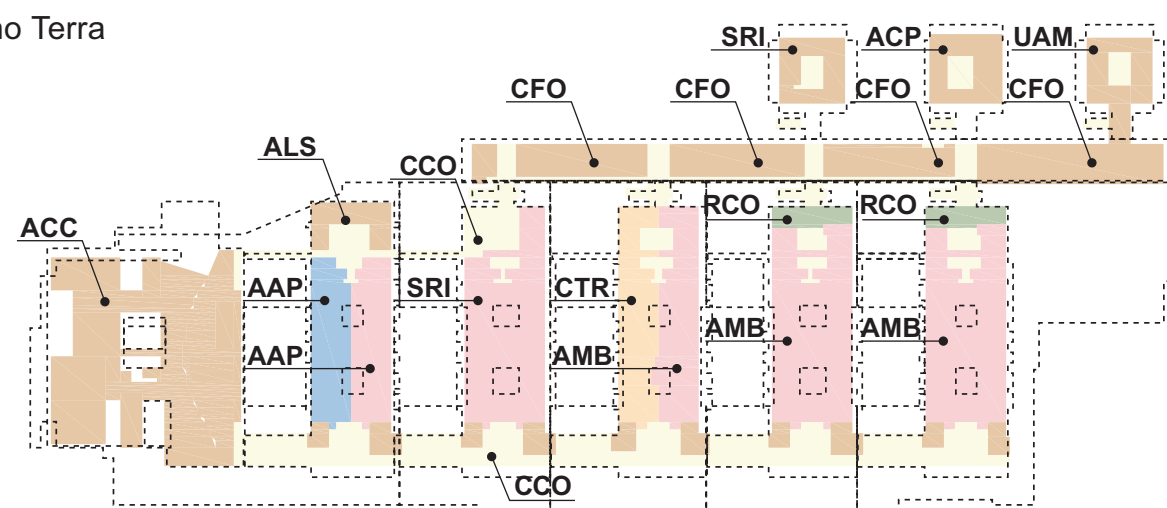 no Terra
SRI ACP UAM
CFO CFO CFO CFO
ALS
CCO
RCO RCO
ACC
AAP SRI CTR
AMB AMB
AAP AMB
CCO